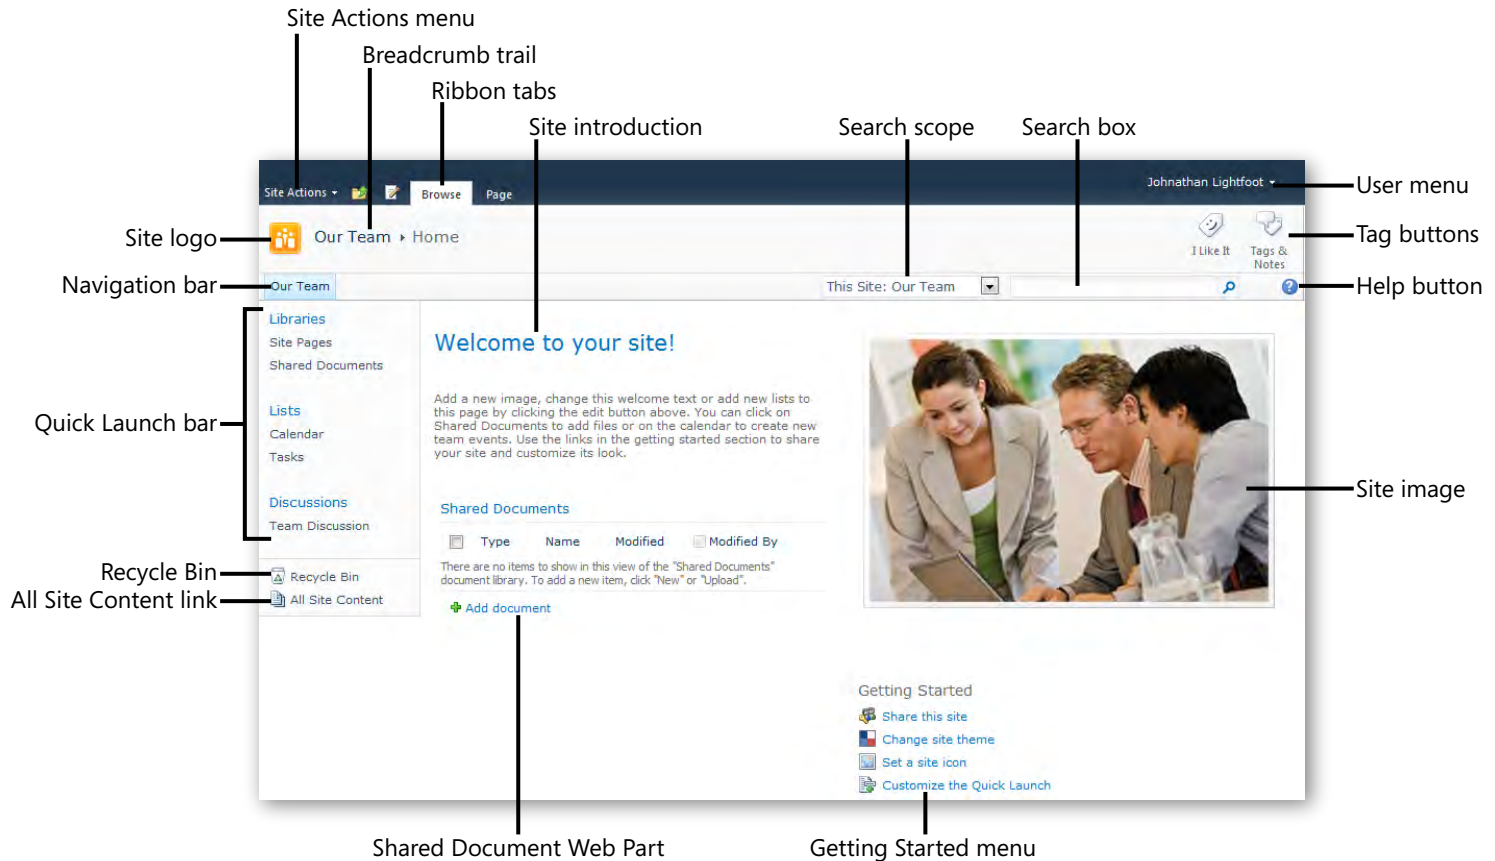 Site Actions menu
Breadcrumb trail
Ribbon tabs
Site introduction
Search scope
Search box
Site Actions
Browse
Page
Johnathan Lightfoot
User menu
Site logo
Our Team
Home
I Like It
Tags &
Notes
Tag buttons
Navigation bar
Our Team
This Site: Our Team
Help button
Quick Launch bar
Libraries
Site Pages
Shared Documents
Lists
Calendar
Tasks
Discussions
Team Discussion
Recycle Bin
Recycle Bin
All Site Content link
All Site Content
Welcome to your site!
Add a new image, change this welcome text or add new lists to
this page by clicking the edit button above. You can click on
Shared Documents to add files or on the calendar to create new
team events. Use the links in the getting started section to share
your site and customize its look.
Shared Documents
Type Name Modified Modified By
There are no items to show in this view of the "Shared Documents"
document library. To add a new item, click "New" or "Upload".
Add document
Site image
Getting Started
Share this site
Change site theme
Set a site icon
Customize the Quick Launch
Shared Document Web Part
Getting Started menu